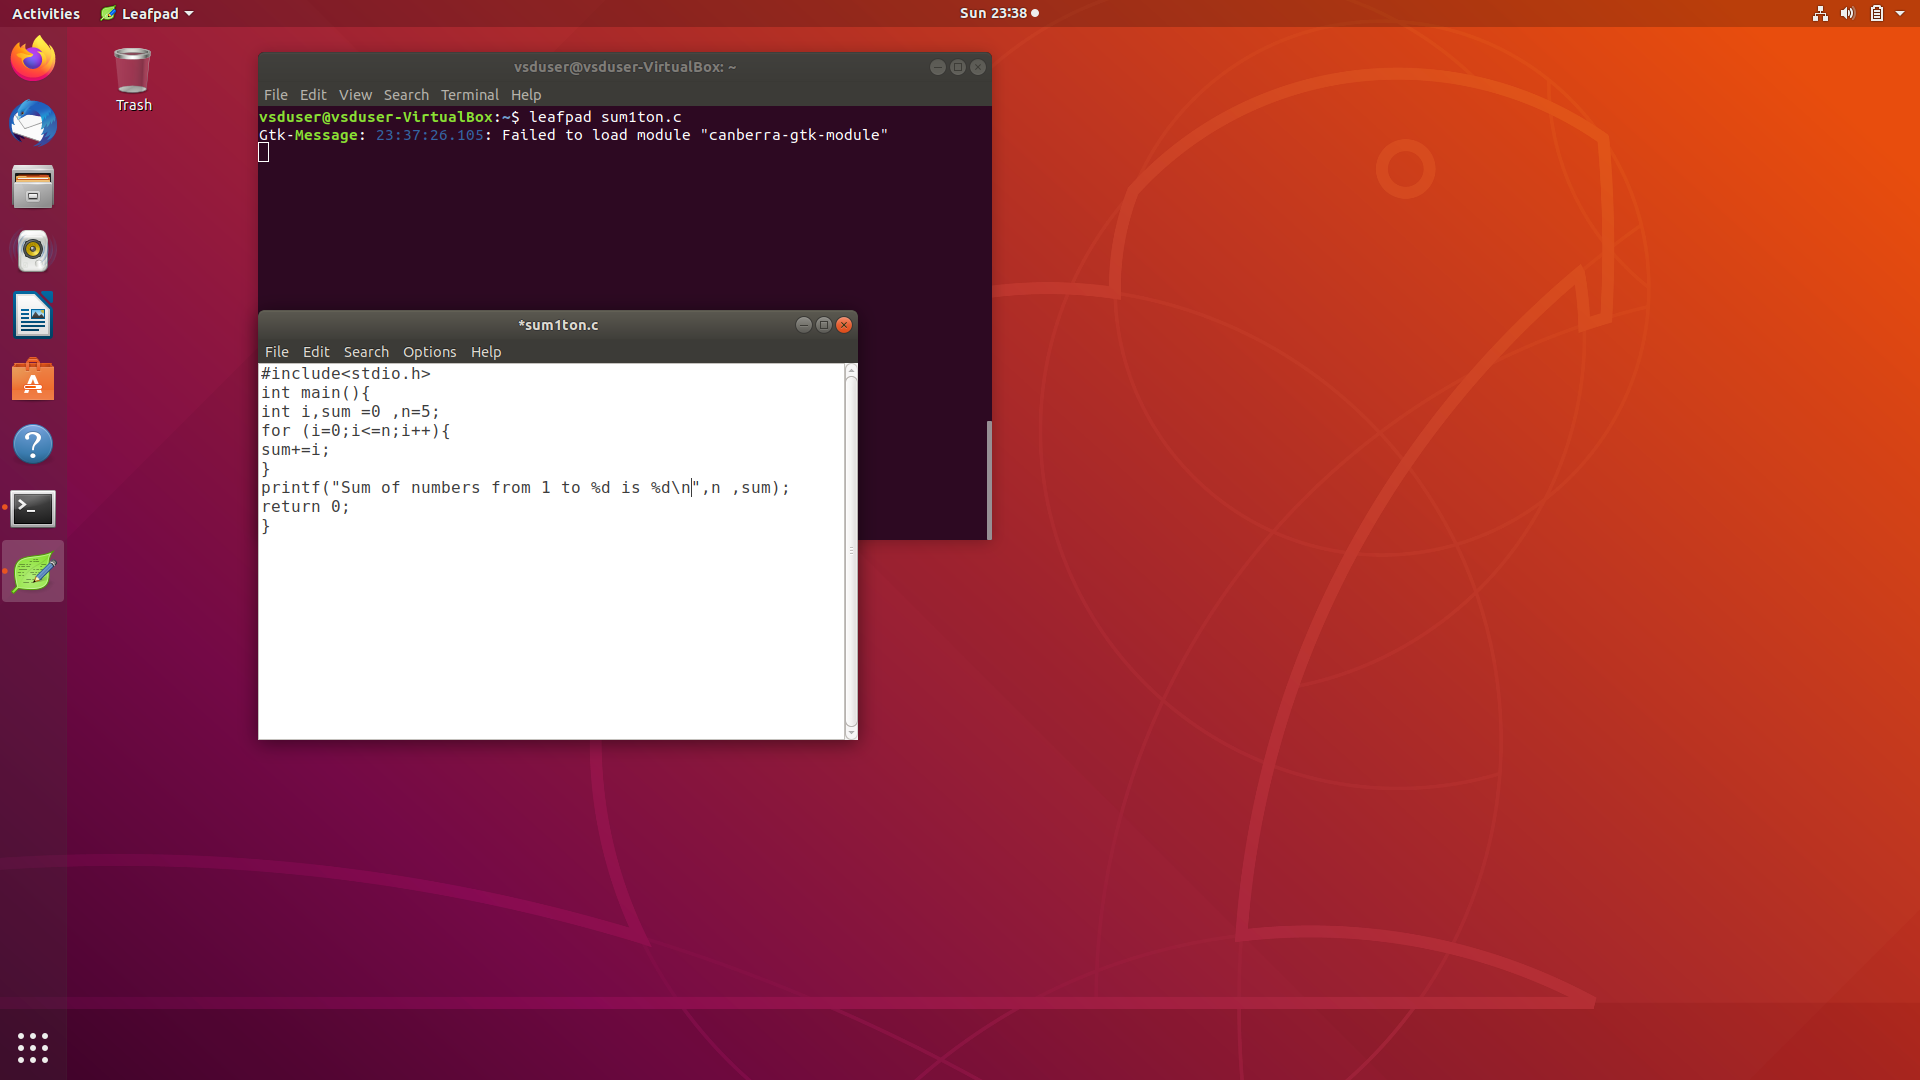 Activities Leafpad Sun 23:38
Trash
vsduser@vsduser-VirtualBox: ~
File Edit View Search Terminal Help
vsduser@vsduser-VirtualBox:~$ leafpad sum1ton.c
Gtk-Message: 23:37:26.105: Failed to load module "canberra-gtk-module"
*sum1ton.c
File Edit Search Options Help
#include<stdio.h>
int main(){
int i,sum =0 ,n=5;
for (i=0;i<=n;i++){
sum+=i;
}
printf("Sum of numbers from 1 to %d is %d\n",n ,sum);
return 0;
}